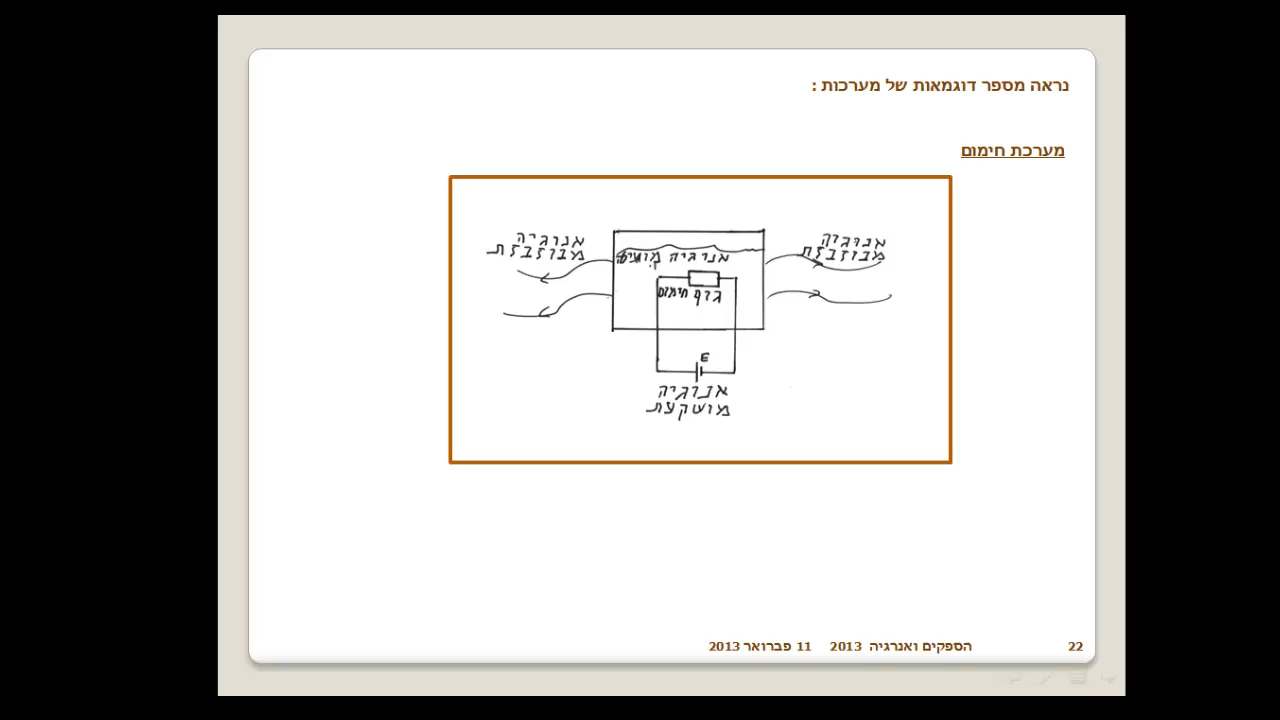 נראה מספר דוגמאות של מערכות :
מערכת חימום
אנרגיה
מבוזבזת
אנרגיה
מבוזבזת
אנרגיה
גוף חימום
E
אנרגיה
מושקעת
22
הספקים ואנרגיה 2013
11 פברואר 2013